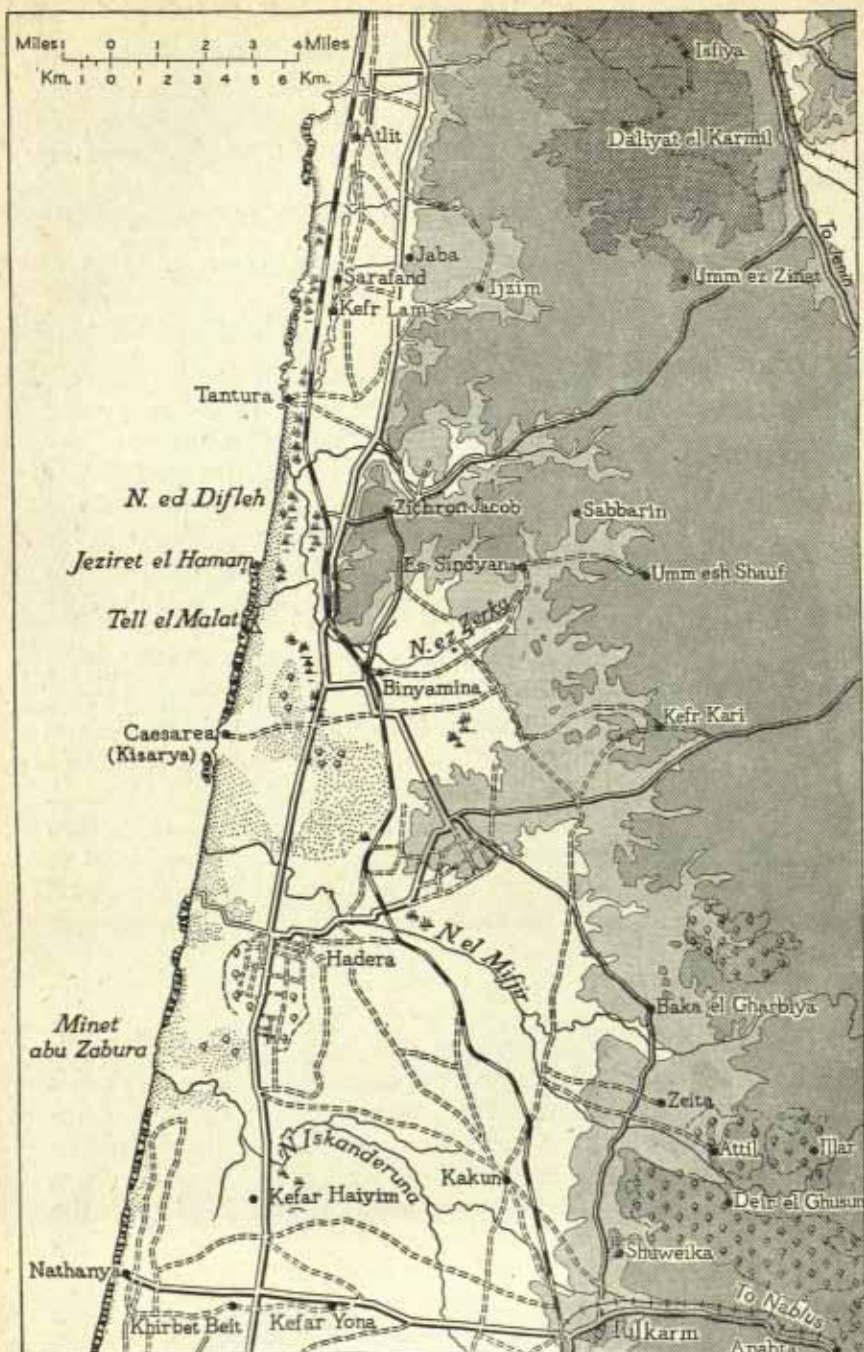 Miles 1 0 1 2 3 4 Miles
Km. 1 0 1 2 3 4 5 6 Km.
Isfiya
Atlit
Daliyat el Karmil
To Jenin
Jaba
Sarafand
Ijzim
Umm ez Zinat
Kefr Lam
Tantura
N. ed Difleh
Zichron Jacob
Sabbarin
Jeziret el Hamam
Es Sindyana
Umm esh Shauf
Tell el Malat
N. ez Zerka
Binyamina
Caesarea
(Kisarya)
Kefr Kari
N el Mifjir
Hadera
Baka el Gharbiya
Minet
abu Zabura
Zeita
Attil
Illar
N Iskanderuna
Kakun
Kefar Haiyim
Deir el Ghusun
Shuweika
Nathanya
To Nablus
Khirbet Beit
Kefar Yona
Tulkarm
Anabta